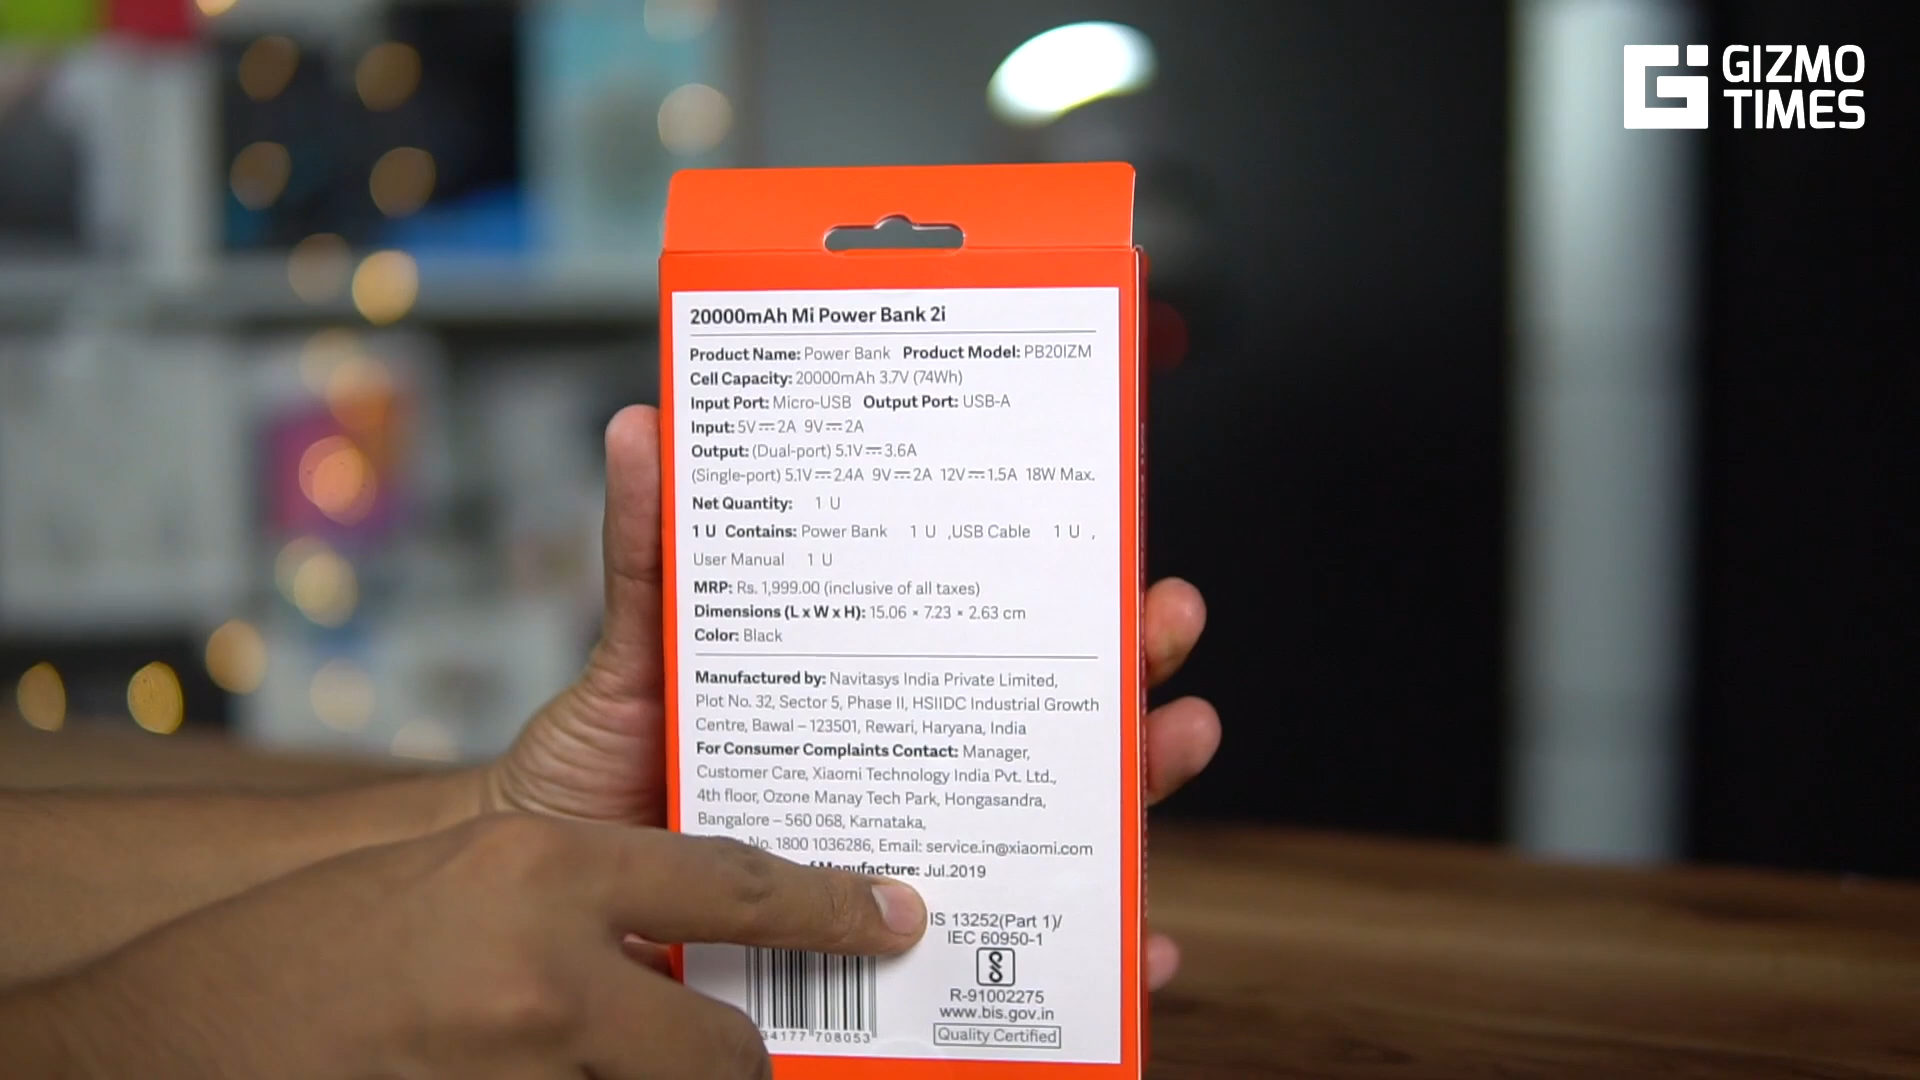 GIZMO
TIMES
20000mAh Mi Power Bank 2i
Product Name: Power Bank Product Model: PB20IZM
Cell Capacity: 20000mAh 3.7V (74Wh)
Input Port: Micro-USB Output Port: USB-A
Input: 5V⎓2A 9V⎓2A
Output: (Dual-port) 5.1V⎓3.6A
(Single-port) 5.1V⎓2.4A 9V⎓2A 12V⎓1.5A 18W Max.
Net Quantity: 1 U
1 U Contains: Power Bank 1 U ,USB Cable 1 U ,
User Manual 1 U
MRP: Rs. 1,999.00 (inclusive of all taxes)
Dimensions (L x W x H): 15.06 × 7.23 × 2.63 cm
Color: Black
Manufactured by: Navitasys India Private Limited,
Plot No. 32, Sector 5, Phase II, HSIIDC Industrial Growth
Centre, Bawal – 123501, Rewari, Haryana, India
For Consumer Complaints Contact: Manager,
Customer Care, Xiaomi Technology India Pvt. Ltd.,
4th floor, Ozone Manay Tech Park, Hongasandra,
Bangalore – 560 068, Karnataka,
No. 1800 1036286, Email: service.in@xiaomi.com
of Manufacture: Jul.2019
IS 13252(Part 1)/
IEC 60950-1
R-91002275
www.bis.gov.in
Quality Certified
34177 708053